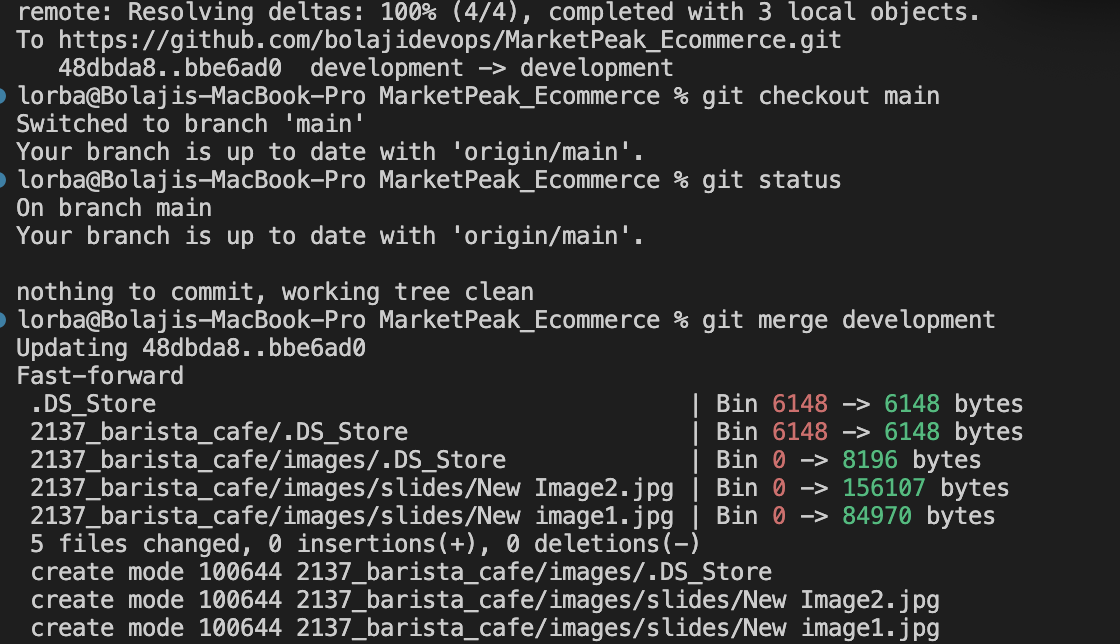 remote: Resolving deltas: 100% (4/4), completed with 3 local objects.
To https://github.com/bolajidevops/MarketPeak_Ecommerce.git
   48dbda8..bbe6ad0  development -> development
lorba@Bolajis-MacBook-Pro MarketPeak_Ecommerce % git checkout main
Switched to branch 'main'
Your branch is up to date with 'origin/main'.
lorba@Bolajis-MacBook-Pro MarketPeak_Ecommerce % git status
On branch main
Your branch is up to date with 'origin/main'.

nothing to commit, working tree clean
lorba@Bolajis-MacBook-Pro MarketPeak_Ecommerce % git merge development
Updating 48dbda8..bbe6ad0
Fast-forward
 .DS_Store                                      | Bin 6148 -> 6148 bytes
 2137_barista_cafe/.DS_Store                    | Bin 6148 -> 6148 bytes
 2137_barista_cafe/images/.DS_Store             | Bin 0 -> 8196 bytes
 2137_barista_cafe/images/slides/New Image2.jpg | Bin 0 -> 156107 bytes
 2137_barista_cafe/images/slides/New image1.jpg | Bin 0 -> 84970 bytes
 5 files changed, 0 insertions(+), 0 deletions(-)
 create mode 100644 2137_barista_cafe/images/.DS_Store
 create mode 100644 2137_barista_cafe/images/slides/New Image2.jpg
 create mode 100644 2137_barista_cafe/images/slides/New image1.jpg